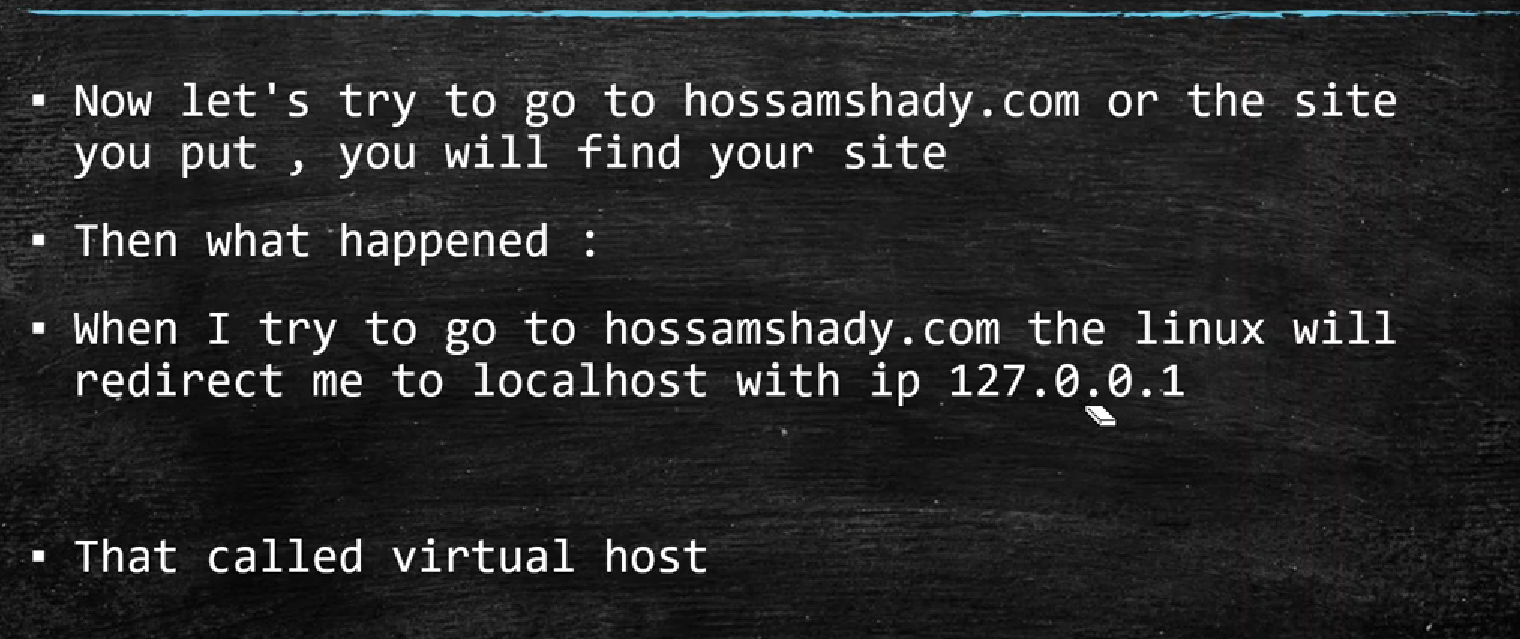 ▪ Now let's try to go to hossamshady.com or the site
you put , you will find your site
▪ Then what happened :
▪ When I try to go to hossamshady.com the linux will
redirect me to localhost with ip 127.0.0.1
▪ That called virtual host